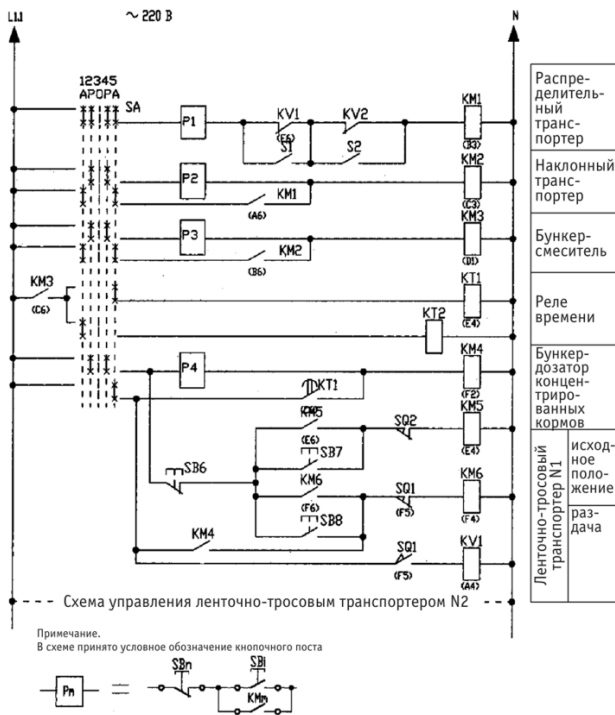 LШ ~ 220 В N
12345
АРОРА SA
P1 KV1 KV2 KM1
(E6) (B3)
S1 S2
P2 KM2
KM1 (C3)
(A6)
P3 KM3
KM2 (D1)
(B6)
KM3 KT1
(C6) (E4)
KT2
P4 KM4
KT1 (F2)
KM5 SQ2 KM5
(E6) (E4)
SB7
SB6
KM6 SQ1 KM6
(F6) (F5) (F4)
SB8
KM4
SQ1 KV1
(F5) (A4)
Распре-
делитель-
ный
транс-
портер
Наклонный
транс-
портер
Бункер-
смеситель
Реле
времени
Бункер-
дозатор
концен-
триро-
ванных
кормов
Ленточно-тросовый
транспортер N1
исход-
ное
поло-
жение
раз-
дача
Схема управления ленточно-тросовым транспортером N2
Примечание.
В схеме принято условное обозначение кнопочного поста
Pn = SBn SBi
KMm